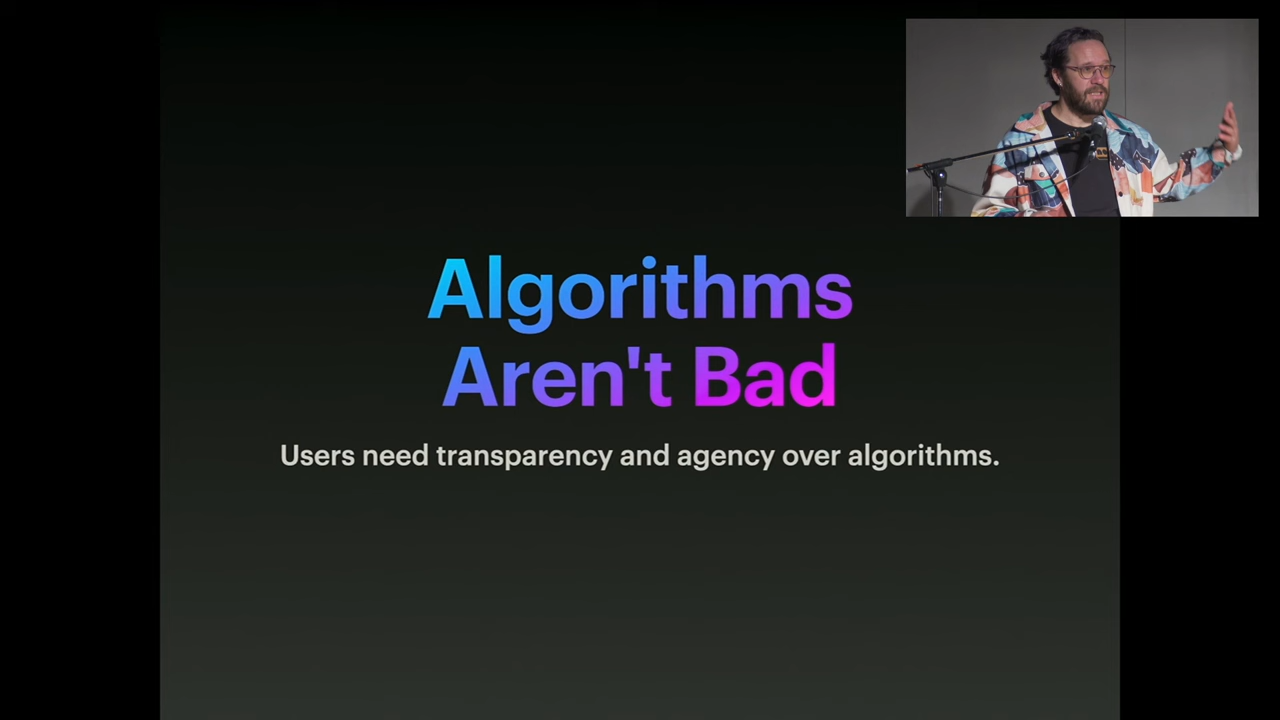 Algorithms
Aren't Bad
Users need transparency and agency over algorithms.